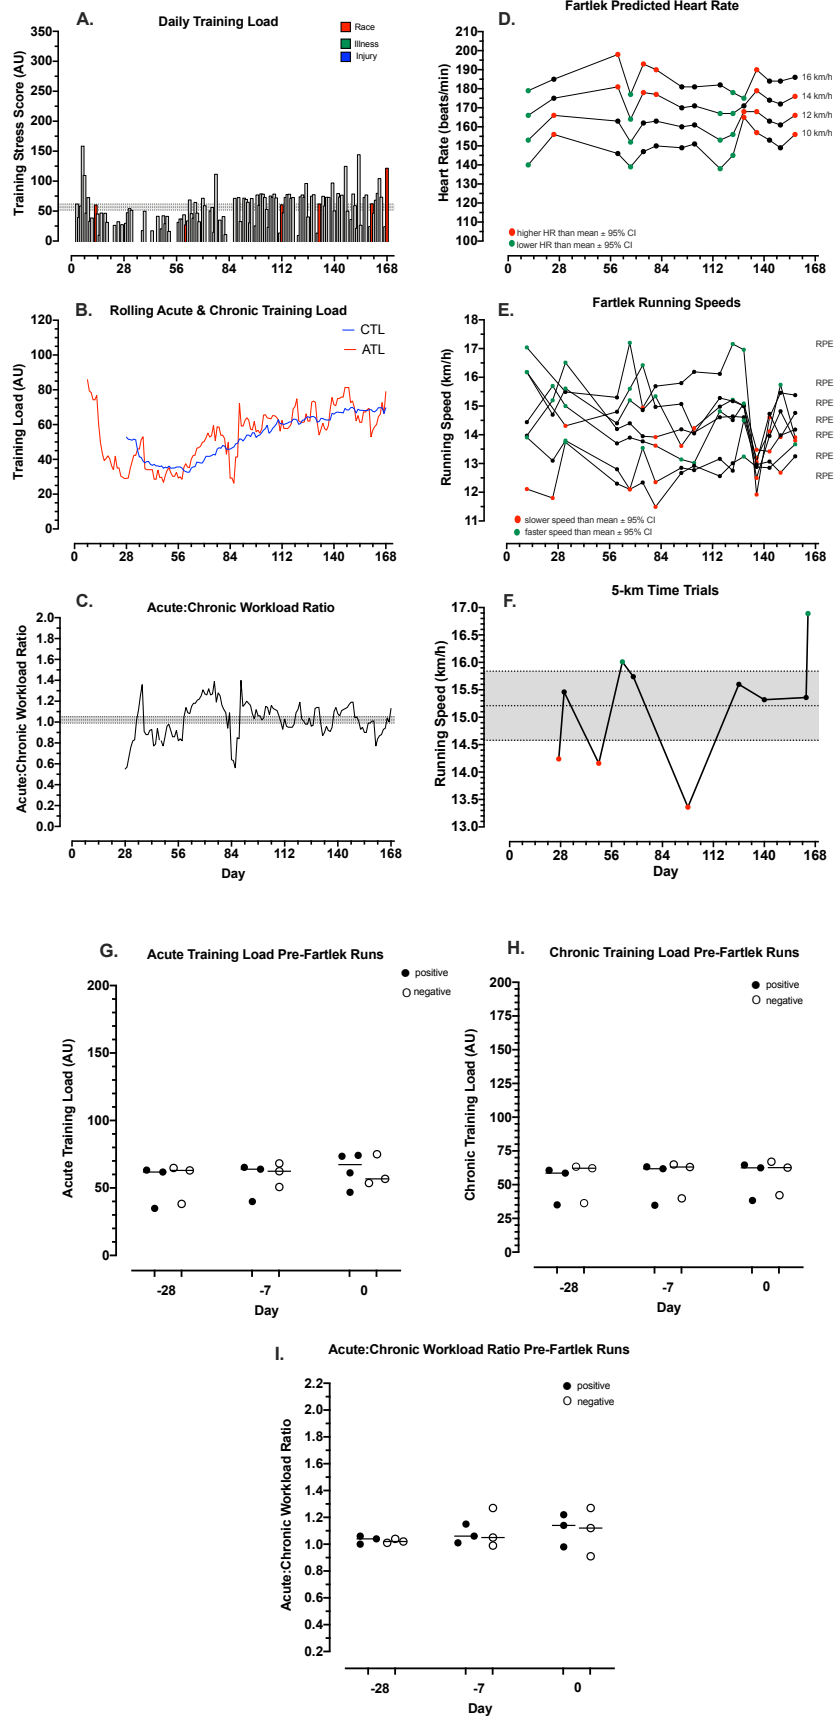 A.
Daily Training Load
Race
Illness
Injury
Training Stress Score (AU)
350
300
250
200
150
100
50
0
0 28 56 84 112 140 168
D.
Fartlek Predicted Heart Rate
Heart Rate (beats/min)
210
200
190
180
170
160
150
140
130
120
110
100
16 km/h
14 km/h
12 km/h
10 km/h
higher HR than mean ± 95% CI
lower HR than mean ± 95% CI
0 28 56 84 112 140 168
B.
Rolling Acute & Chronic Training Load
CTL
ATL
Training Load (AU)
120
100
80
60
40
20
0
0 28 56 84 112 140 168
E.
Fartlek Running Speeds
Running Speed (km/h)
18
17
16
15
14
13
12
11
RPE
RPE
RPE
RPE
RPE
RPE
RPE
slower speed than mean ± 95% CI
faster speed than mean ± 95% CI
0 28 56 84 112 140 168
C.
Acute:Chronic Workload Ratio
Acute:Chronic Workload Ratio
2.0
1.8
1.6
1.4
1.2
1.0
0.8
0.6
0.4
0.2
0.0
0 28 56 84 112 140 168
Day
F.
5-km Time Trials
Running Speed (km/h)
17.0
16.5
16.0
15.5
15.0
14.5
14.0
13.5
13.0
0 28 56 84 112 140 168
Day
G.
Acute Training Load Pre-Fartlek Runs
positive
negative
Acute Training Load (AU)
200
150
100
50
0
-28 -7 0
Day
H.
Chronic Training Load Pre-Fartlek Runs
positive
negative
Chronic Training Load (AU)
200
175
150
125
100
75
50
25
0
-28 -7 0
Day
I.
Acute:Chronic Workload Ratio Pre-Fartlek Runs
positive
negative
Acute:Chronic Workload Ratio
2.2
2.0
1.8
1.6
1.4
1.2
1.0
0.8
0.6
0.4
0.2
-28 -7 0
Day